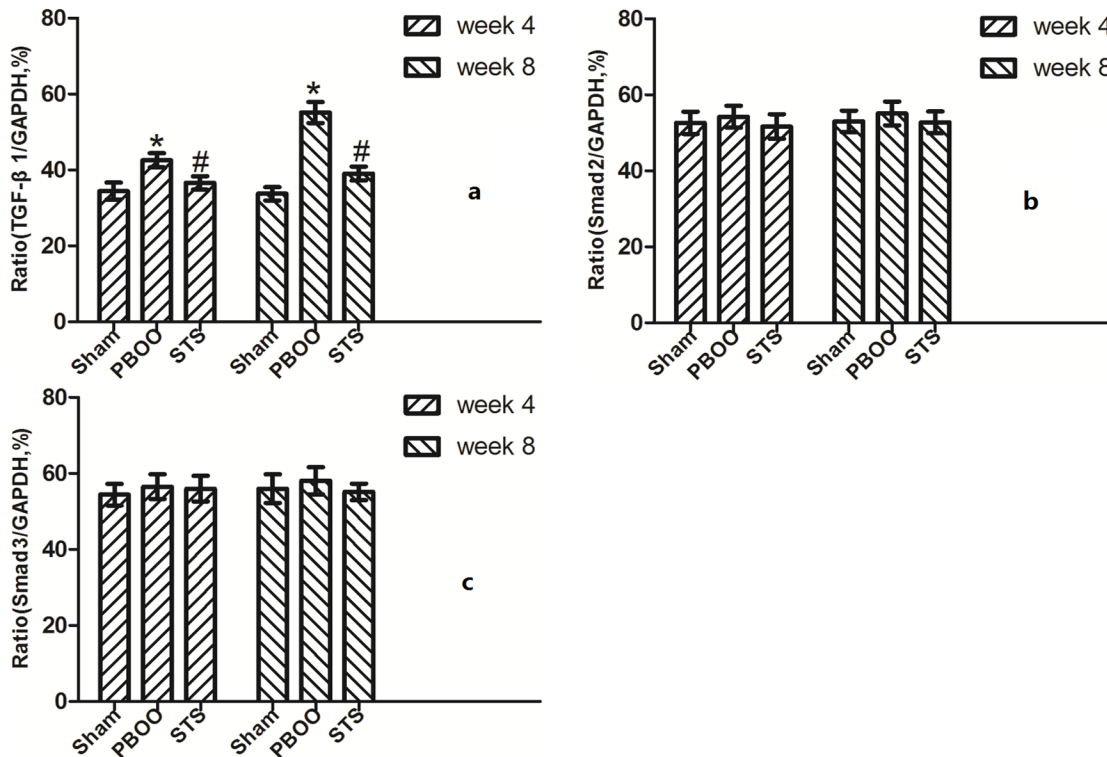 Ratio(TGF-β 1/GAPDH,%)
80
60
40
20
0
*
#
*
#
week 4
week 8
a
Sham
PBOO
STS
Sham
PBOO
STS
Ratio(Smad2/GAPDH,%)
80
60
40
20
0
week 4
week 8
b
Sham
PBOO
STS
Sham
PBOO
STS
Ratio(Smad3/GAPDH,%)
80
60
40
20
0
week 4
week 8
c
Sham
PBOO
STS
Sham
PBOO
STS